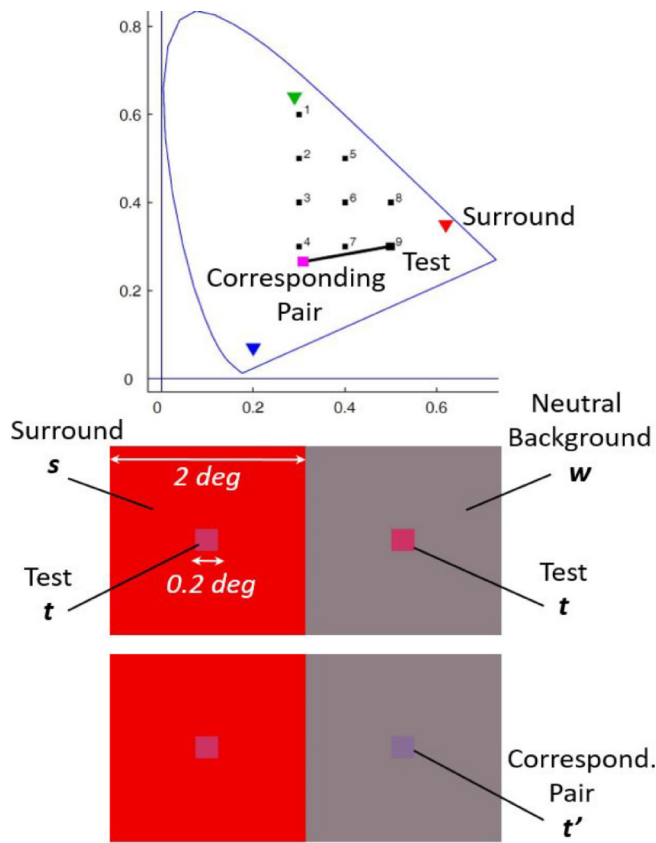 0.8
1
0.6
2
5
3
6
8
0.4
Surround
4
7
9
Test
Corresponding
Pair
0.2
0
0
0.2
0.4
0.6
Surround
s
2 deg
Neutral
Background
w
Test
t
0.2 deg
Test
t
Correspond.
Pair
t’